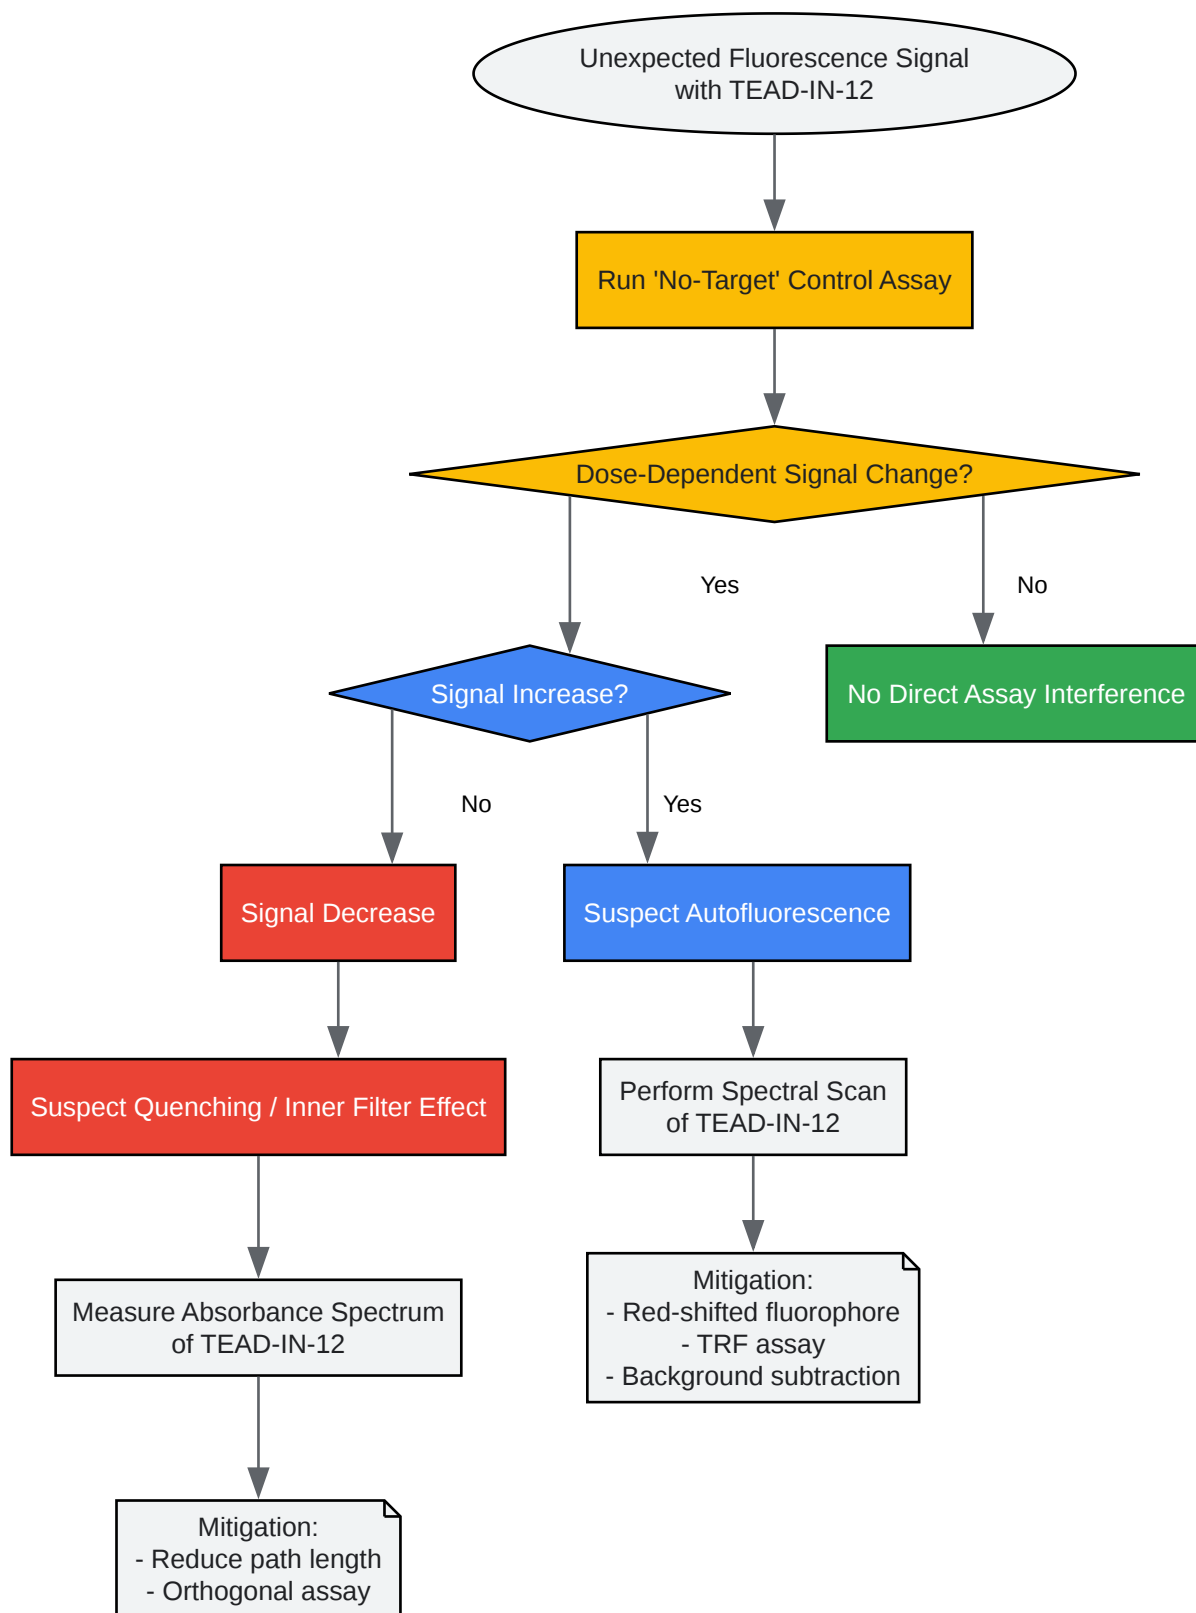 Unexpected Fluorescence Signal
with TEAD-IN-12
Run 'No-Target' Control Assay
Dose-Dependent Signal Change?
Yes
No
Signal Increase?
No Direct Assay Interference
No
Yes
Signal Decrease
Suspect Autofluorescence
Suspect Quenching / Inner Filter Effect
Perform Spectral Scan
of TEAD-IN-12
Measure Absorbance Spectrum
of TEAD-IN-12
Mitigation:
- Red-shifted fluorophore
- TRF assay
- Background subtraction
Mitigation:
- Reduce path length
- Orthogonal assay